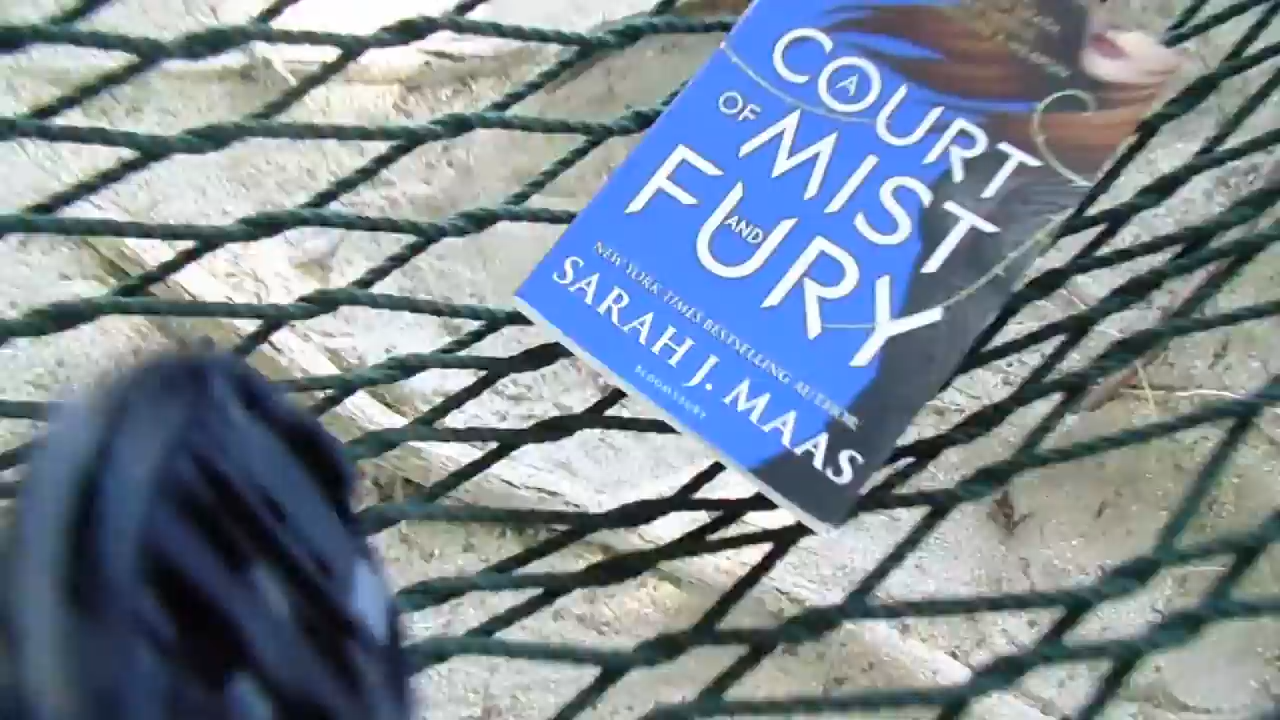 A
COURT
OF
MIST
AND
FURY
NEW YORK TIMES BESTSELLING AUTHOR
SARAH J. MAAS
BLOOMSBURY